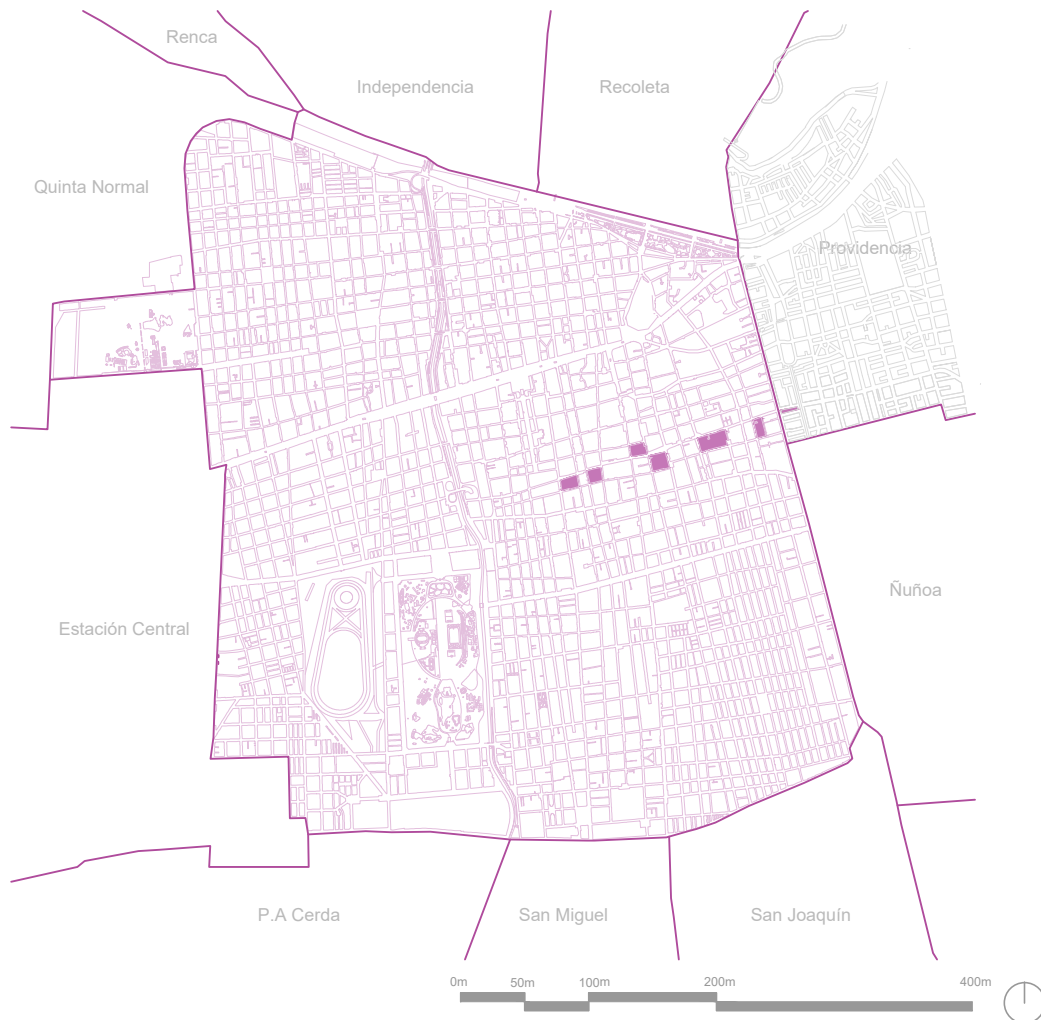 Renca
Independencia
Recoleta
Quinta Normal
Providencia
Ñuñoa
Estación Central
P.A Cerda
San Miguel
San Joaquín
0m 50m 100m 200m 400m